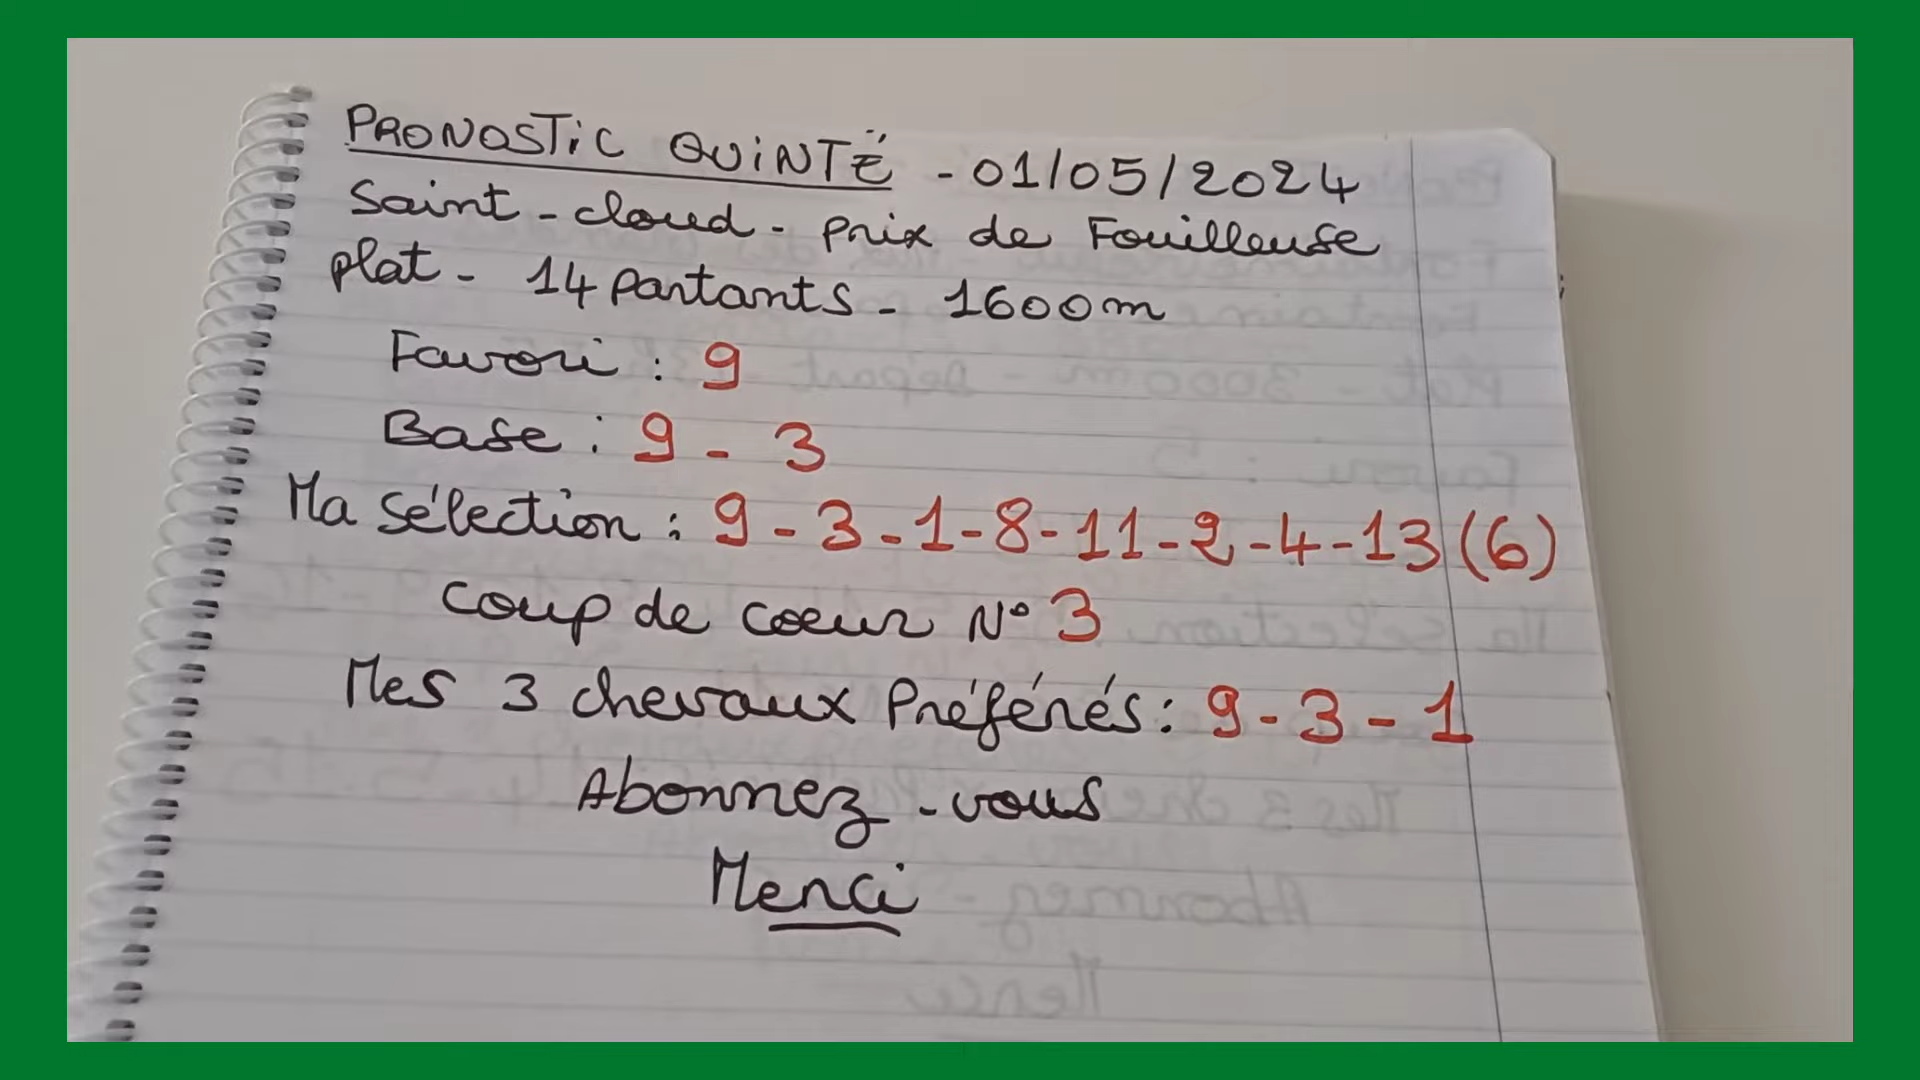 PRONOSTIC QUINTÉ - 01/05/2024
Saint-cloud - prix de Fouilleuse
plat - 14 partants - 1600m
Favori : 9
Base : 9 - 3
Ma sélection : 9 - 3 - 1 - 8 - 11 - 2 - 4 - 13 (6)
coup de cœur N° 3
Mes 3 chevaux préférés : 9 - 3 - 1
Abonnez-vous
Merci